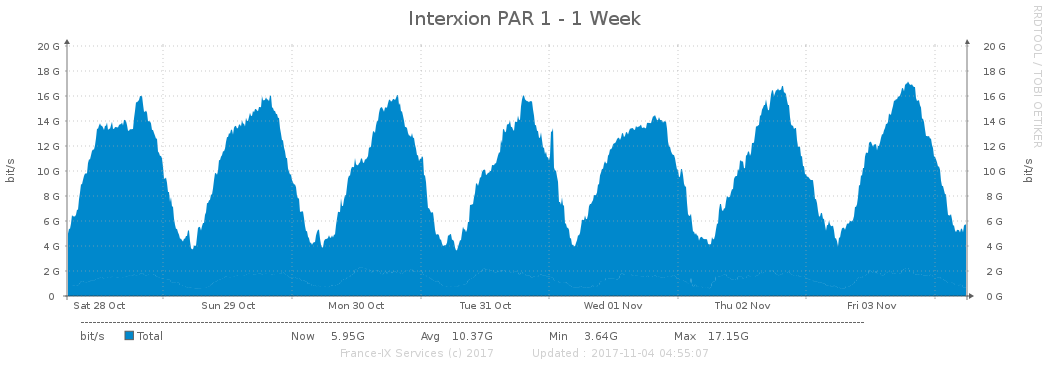 Interxion PAR 1 - 1 Week
RRDTOOL / TOBI OETIKER
bit/s
20 G 20 G
18 G 18 G
16 G 16 G
14 G 14 G
12 G 12 G
10 G 10 G
8 G 8 G
6 G 6 G
4 G 4 G
2 G 2 G
0 0 G
bit/s
Sat 28 Oct Sun 29 Oct Mon 30 Oct Tue 31 Oct Wed 01 Nov Thu 02 Nov Fri 03 Nov
bit/s Total Now 5.95G Avg 10.37G Min 3.64G Max 17.15G
France-IX Services (c) 2017 Updated : 2017-11-04 04:55:07